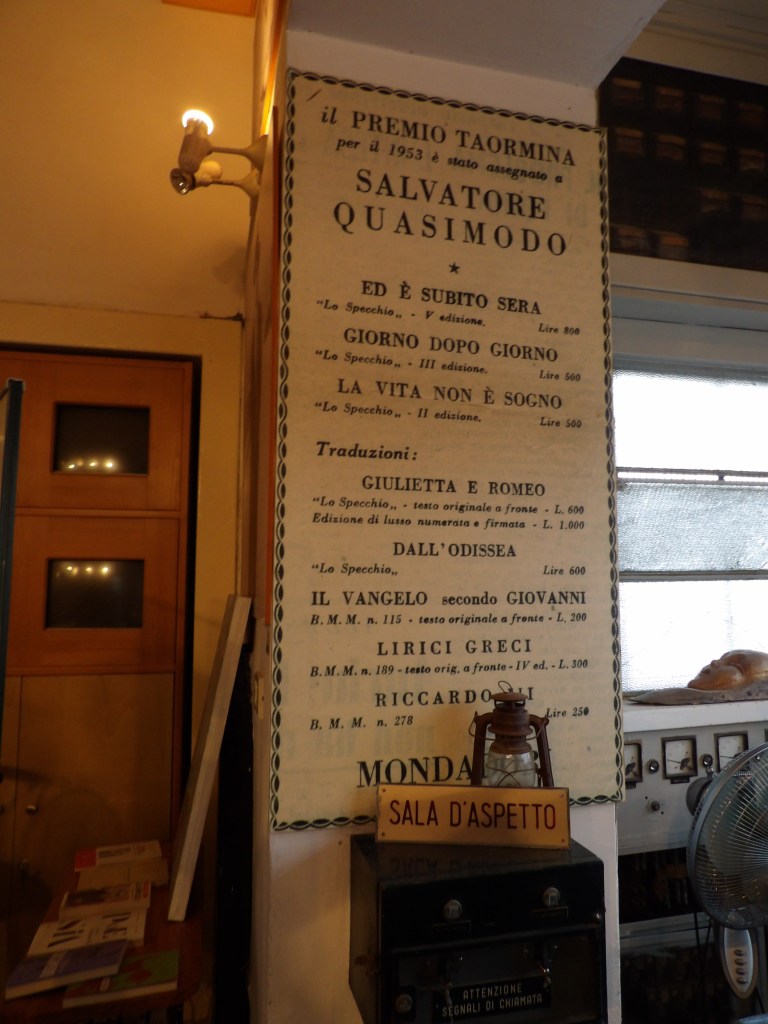 il PREMIO TAORMINA
per il 1953 è stato assegnato a
SALVATORE
QUASIMODO
★
ED È SUBITO SERA
"Lo Specchio„ - V edizione. Lire 800
GIORNO DOPO GIORNO
"Lo Specchio„ - III edizione. Lire 500
LA VITA NON È SOGNO
"Lo Specchio„ - II edizione. Lire 500
Traduzioni:
GIULIETTA E ROMEO
"Lo Specchio„ - testo originale a fronte - L. 600
Edizione di lusso numerata e firmata - L. 1.000
DALL'ODISSEA
"Lo Specchio„ Lire 600
IL VANGELO secondo GIOVANNI
B. M. M. n. 115 - testo originale a fronte - L. 200
LIRICI GRECI
B. M. M. n. 189 - testo orig. a fronte - IV ed. - L. 300
RICCARDO
B. M. M. n. 278 Lire 250
SALA D'ASPETTO
ATTENZIONE
SEGNALI DI CHIAMATA